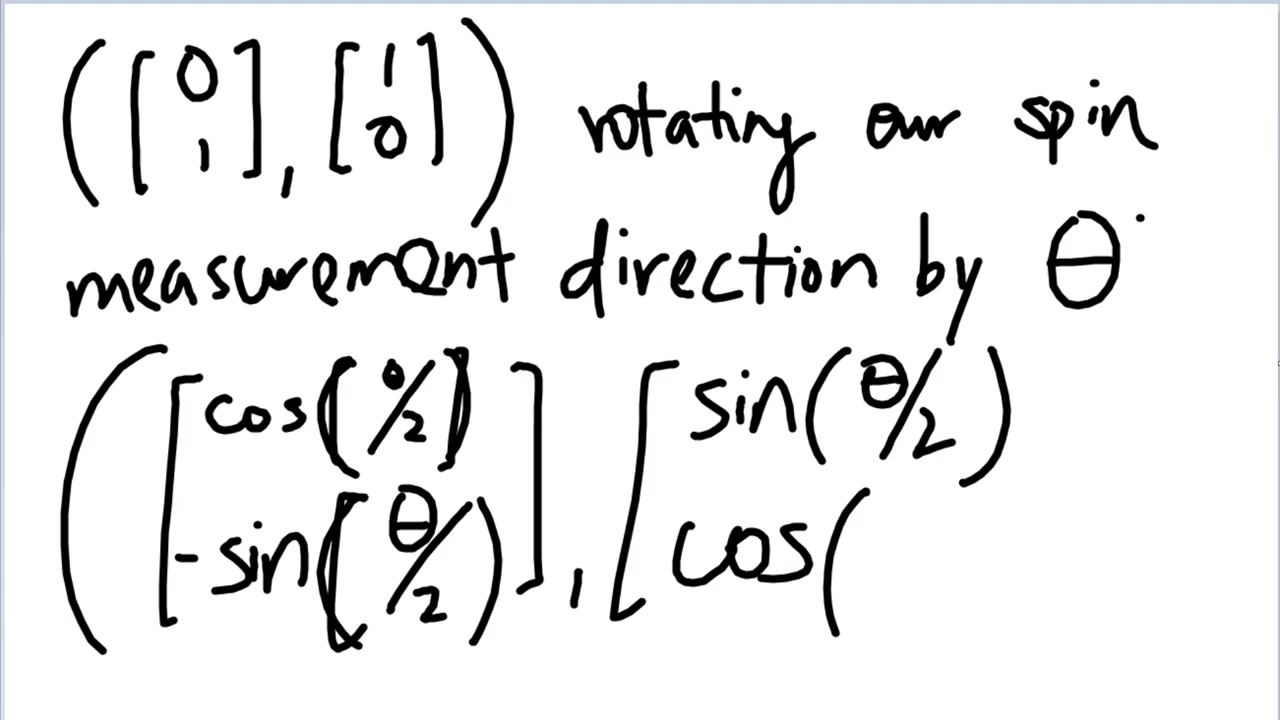 ([0 1], [1 0]) rotating our spin
measurement direction by θ
([cos(θ/2) -sin(θ/2)], [sin(θ/2) cos(